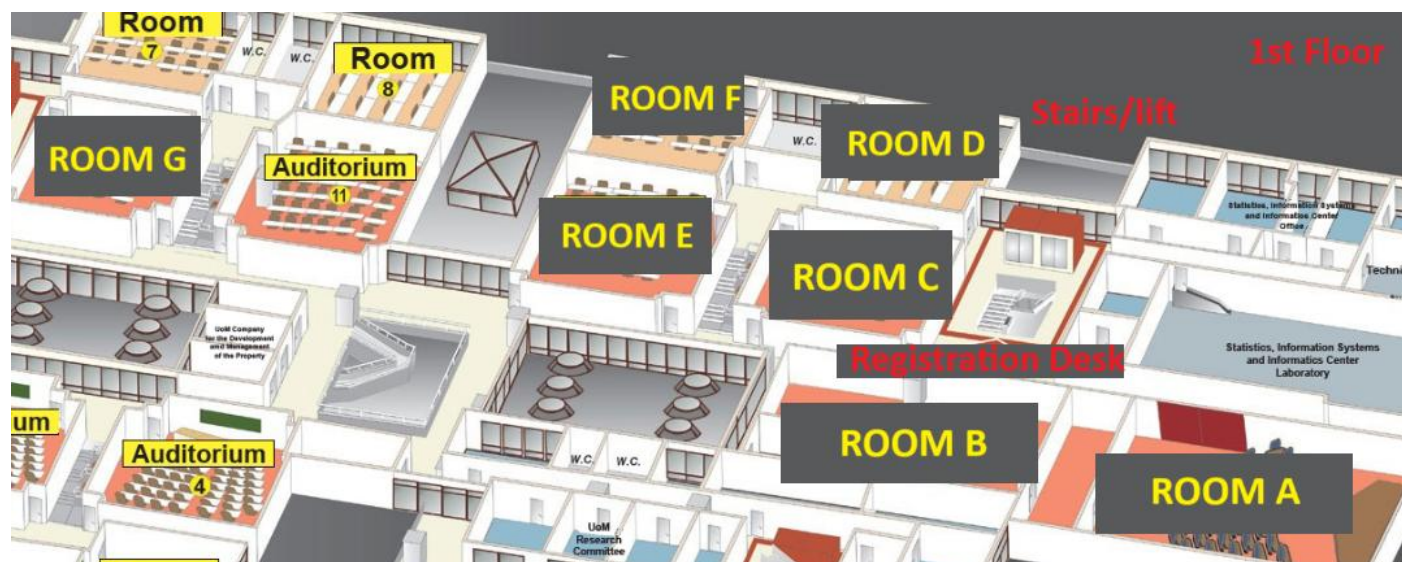 Room
7
W.C.
W.C.
Room
8
1st Floor
ROOM F
Stairs/lift
ROOM G
Auditorium
11
W.C.
ROOM D
Statistics, Information Systems
and Informatics Center
Office
ROOM E
ROOM C
UoM Company
for the Development
and Management
of the Property
Registration Desk
Statistics, Information Systems
and Informatics Center
Laboratory
um
Auditorium
4
W.C.
W.C.
ROOM B
ROOM A
UoM
Research
Committee